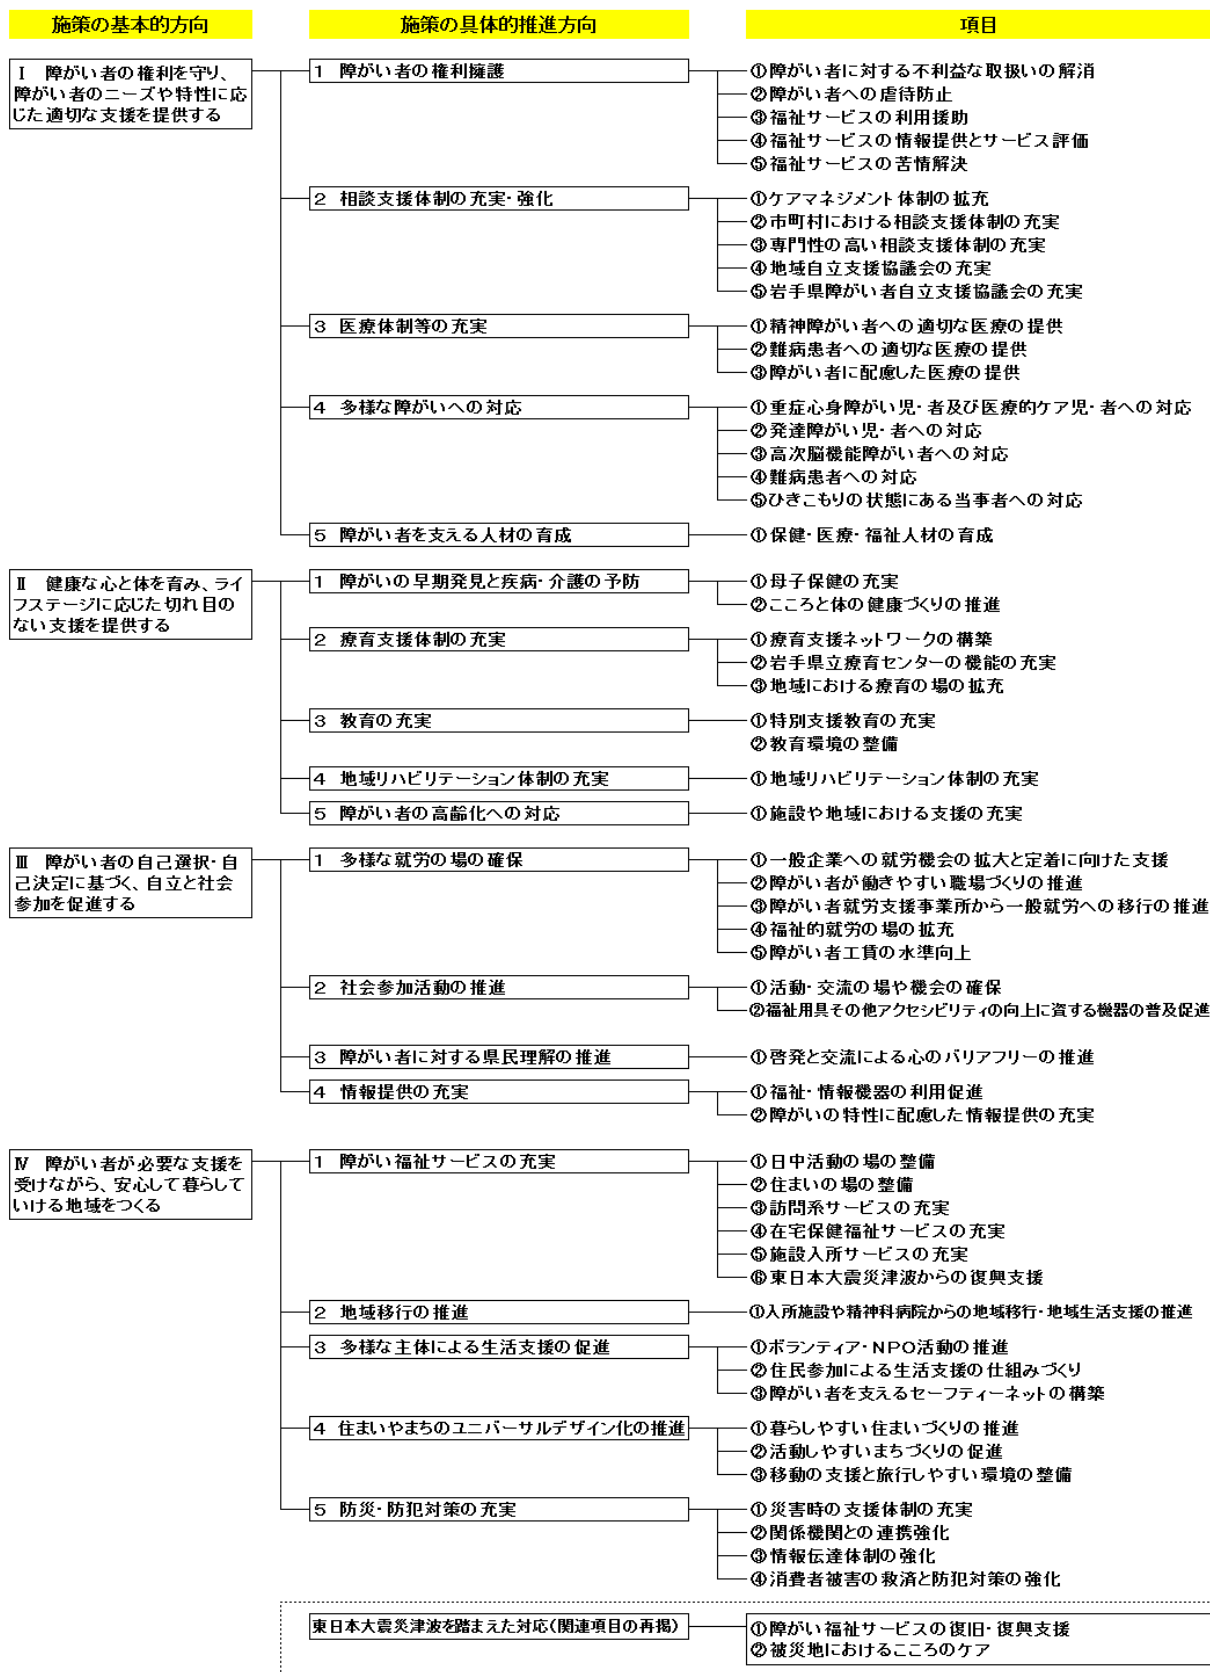 施策の基本的方向
施策の具体的推進方向
項目
Ⅰ　障がい者の権利を守り、
障がい者のニーズや特性に応
じた適切な支援を提供する
1　障がい者の権利擁護
①障がい者に対する不利益な取扱いの解消
②障がい者への虐待防止
③福祉サービスの利用援助
④福祉サービスの情報提供とサービス評価
⑤福祉サービスの苦情解決
2　相談支援体制の充実・強化
①ケアマネジメント体制の拡充
②市町村における相談支援体制の充実
③専門性の高い相談支援体制の充実
④地域自立支援協議会の充実
⑤岩手県障がい者自立支援協議会の充実
3　医療体制等の充実
①精神障がい者への適切な医療の提供
②難病患者への適切な医療の提供
③障がい者に配慮した医療の提供
4　多様な障がいへの対応
①重症心身障がい児・者及び医療的ケア児・者への対応
②発達障がい児・者への対応
③高次脳機能障がい者への対応
④難病患者への対応
⑤ひきこもりの状態にある当事者への対応
5　障がい者を支える人材の育成
①保健・医療・福祉人材の育成
Ⅱ　健康な心と体を育み、ライ
フステージに応じた切れ目の
ない支援を提供する
1　障がいの早期発見と疾病・介護の予防
①母子保健の充実
②こころと体の健康づくりの推進
2　療育支援体制の充実
①療育支援ネットワークの構築
②岩手県立療育センターの機能の充実
③地域における療育の場の拡充
3　教育の充実
①特別支援教育の充実
②教育環境の整備
4　地域リハビリテーション体制の充実
①地域リハビリテーション体制の充実
5　障がい者の高齢化への対応
①施設や地域における支援の充実
Ⅲ　障がい者の自己選択・自
己決定に基づく、自立と社会
参加を促進する
1　多様な就労の場の確保
①一般企業への就労機会の拡大と定着に向けた支援
②障がい者が働きやすい職場づくりの推進
③障がい者就労支援事業所から一般就労への移行の推進
④福祉的就労の場の拡充
⑤障がい者工賃の水準向上
2　社会参加活動の推進
①活動・交流の場や機会の確保
②福祉用具その他アクセシビリティの向上に資する機器の普及促進
3　障がい者に対する県民理解の推進
①啓発と交流による心のバリアフリーの推進
4　情報提供の充実
①福祉・情報機器の利用促進
②障がいの特性に配慮した情報提供の充実
Ⅳ　障がい者が必要な支援を
受けながら、安心して暮らして
いける地域をつくる
1　障がい福祉サービスの充実
①日中活動の場の整備
②住まいの場の整備
③訪問系サービスの充実
④在宅保健福祉サービスの充実
⑤施設入所サービスの充実
⑥東日本大震災津波からの復興支援
2　地域移行の推進
①入所施設や精神科病院からの地域移行・地域生活支援の推進
3　多様な主体による生活支援の促進
①ボランティア・NPO活動の推進
②住民参加による生活支援の仕組みづくり
③障がい者を支えるセーフティーネットの構築
4　住まいやまちのユニバーサルデザイン化の推進
①暮らしやすい住まいづくりの推進
②活動しやすいまちづくりの促進
③移動の支援と旅行しやすい環境の整備
5　防災・防犯対策の充実
①災害時の支援体制の充実
②関係機関との連携強化
③情報伝達体制の強化
④消費者被害の救済と防犯対策の強化
東日本大震災津波を踏まえた対応(関連項目の再掲)
①障がい福祉サービスの復旧・復興支援
②被災地におけるこころのケア